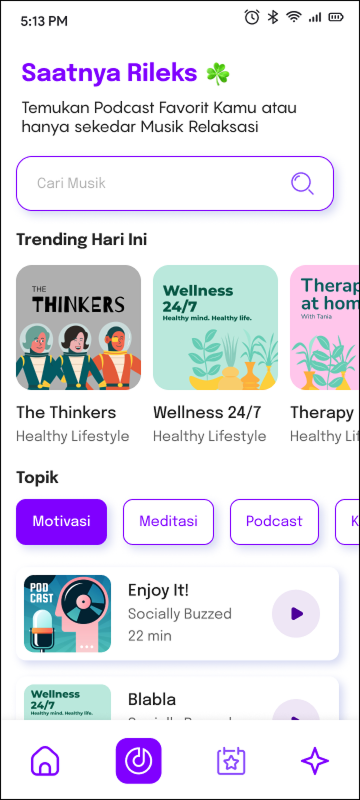 5:13 PM
Saatnya Rileks
Temukan Podcast Favorit Kamu atau
hanya sekedar Musik Relaksasi
Cari Musik
Trending Hari Ini
THE
THINKERS
Wellness
24/7
Healthy mind. Healthy life.
Therap
at hom
With Tania
The Thinkers
Wellness 24/7
Therapy
Healthy Lifestyle
Healthy Lifestyle
Healthy Lif
Topik
Motivasi
Meditasi
Podcast
K
POD
CAST
Enjoy It!
Socially Buzzed
22 min
Wellness
24/7
Healthy mind. Healthy life.
Blabla